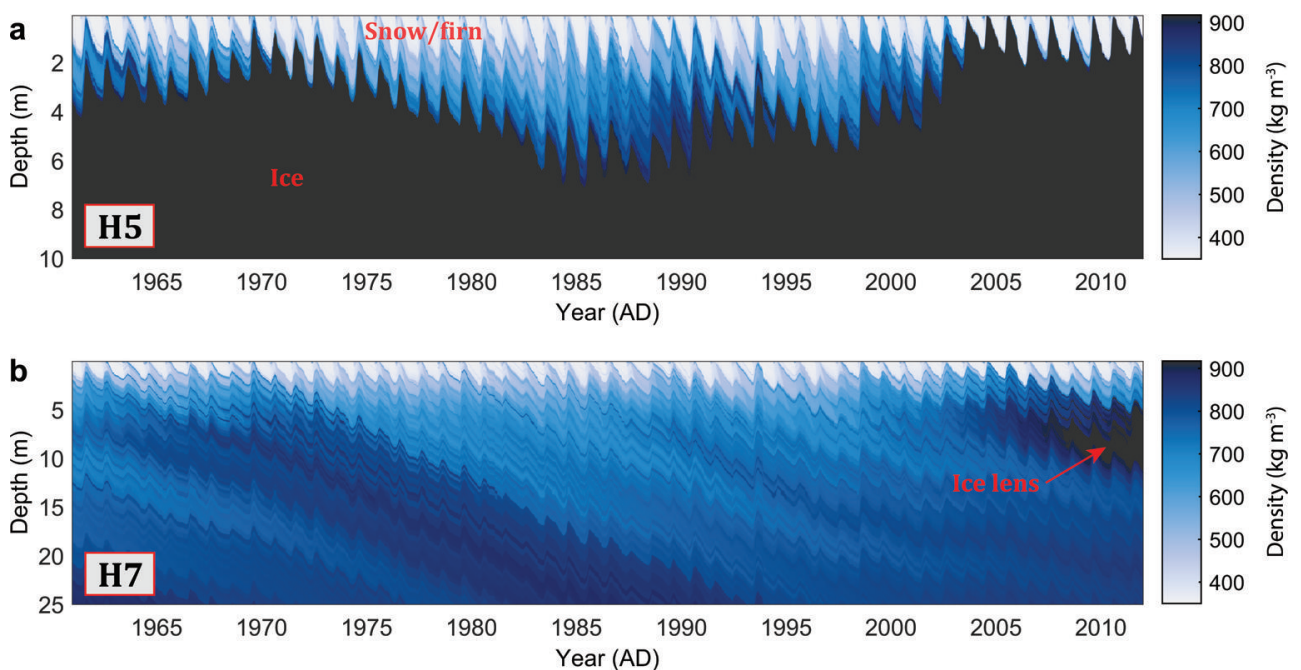 a
Snow/firn
Ice
H5
2
4
6
8
10
Depth (m)
1965 1970 1975 1980 1985 1990 1995 2000 2005 2010
Year (AD)
900
800
700
600
500
400
Density (kg m⁻³)
b
Ice lens
H7
5
10
15
20
25
Depth (m)
1965 1970 1975 1980 1985 1990 1995 2000 2005 2010
Year (AD)
900
800
700
600
500
400
Density (kg m⁻³)